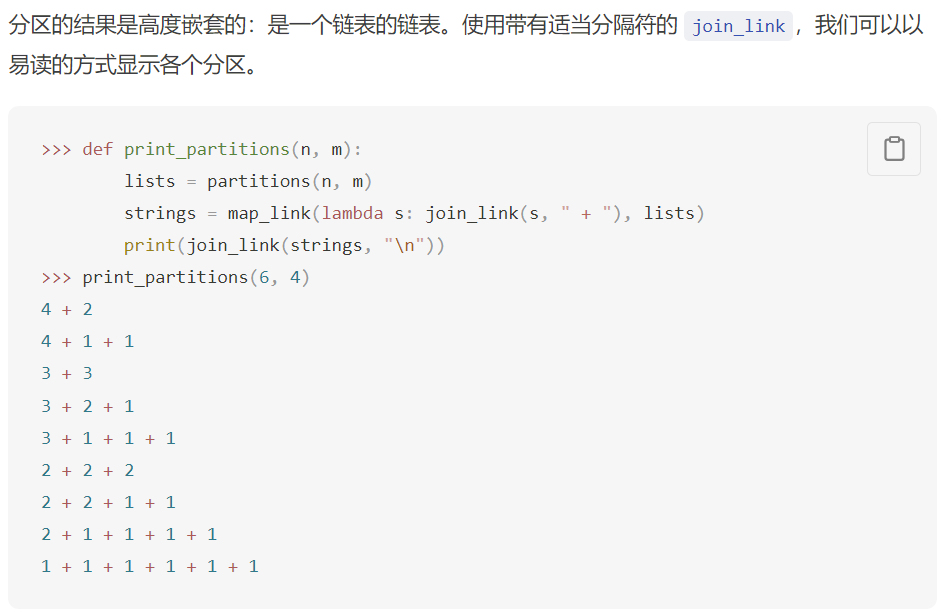 分区的结果是高度嵌套的：是一个链表的链表。使用带有适当分隔符的 join_link，我们可以以
易读的方式显示各个分区。
>>> def print_partitions(n, m):
        lists = partitions(n, m)
        strings = map_link(lambda s: join_link(s, " + "), lists)
        print(join_link(strings, "\n"))
>>> print_partitions(6, 4)
4 + 2
4 + 1 + 1
3 + 3
3 + 2 + 1
3 + 1 + 1 + 1
2 + 2 + 2
2 + 2 + 1 + 1
2 + 1 + 1 + 1 + 1
1 + 1 + 1 + 1 + 1 + 1